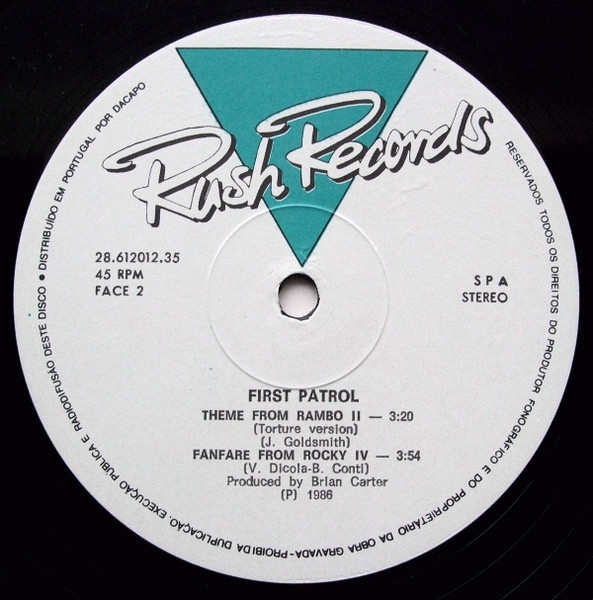 Rush Records
28.612012.35
45 RPM
FACE 2
S P A
STEREO
FIRST PATROL
THEME FROM RAMBO II — 3:20
(Torture version)
(J. Goldsmith)
FANFARE FROM ROCKY IV — 3:54
(V. Dicola-B. Conti)
Produced by Brian Carter
(P) 1986
RESERVADOS TODOS OS DIREITOS DO PRODUTOR FONOGRÁFICO E DO PROPRIETÁRIO DA OBRA GRAVADA-PROIBIDA DUPLICAÇÃO, EXECUÇÃO PÚBLICA E RADIODIFUSÃO DESTE DISCO • DISTRIBUÍDO EM PORTUGAL POR DACAPO